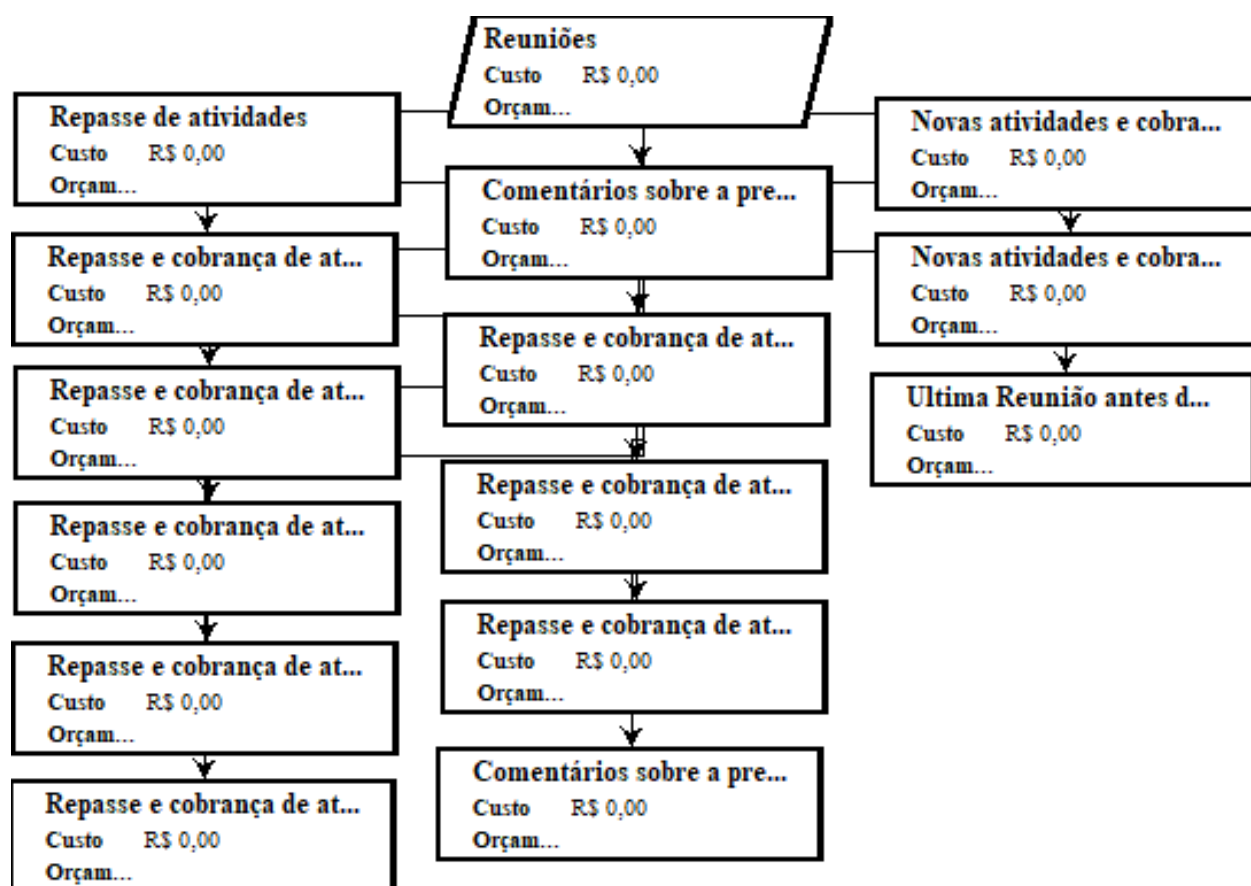 Reuniões
Custo R$ 0,00
Orçam...
Repasse de atividades
Custo R$ 0,00
Orçam...
Repasse e cobrança de at...
Custo R$ 0,00
Orçam...
Repasse e cobrança de at...
Custo R$ 0,00
Orçam...
Repasse e cobrança de at...
Custo R$ 0,00
Orçam...
Repasse e cobrança de at...
Custo R$ 0,00
Orçam...
Repasse e cobrança de at...
Custo R$ 0,00
Orçam...
Comentários sobre a pre...
Custo R$ 0,00
Orçam...
Repasse e cobrança de at...
Custo R$ 0,00
Orçam...
Repasse e cobrança de at...
Custo R$ 0,00
Orçam...
Repasse e cobrança de at...
Custo R$ 0,00
Orçam...
Comentários sobre a pre...
Custo R$ 0,00
Orçam...
Novas atividades e cobra...
Custo R$ 0,00
Orçam...
Novas atividades e cobra...
Custo R$ 0,00
Orçam...
Ultima Reunião antes d...
Custo R$ 0,00
Orçam...